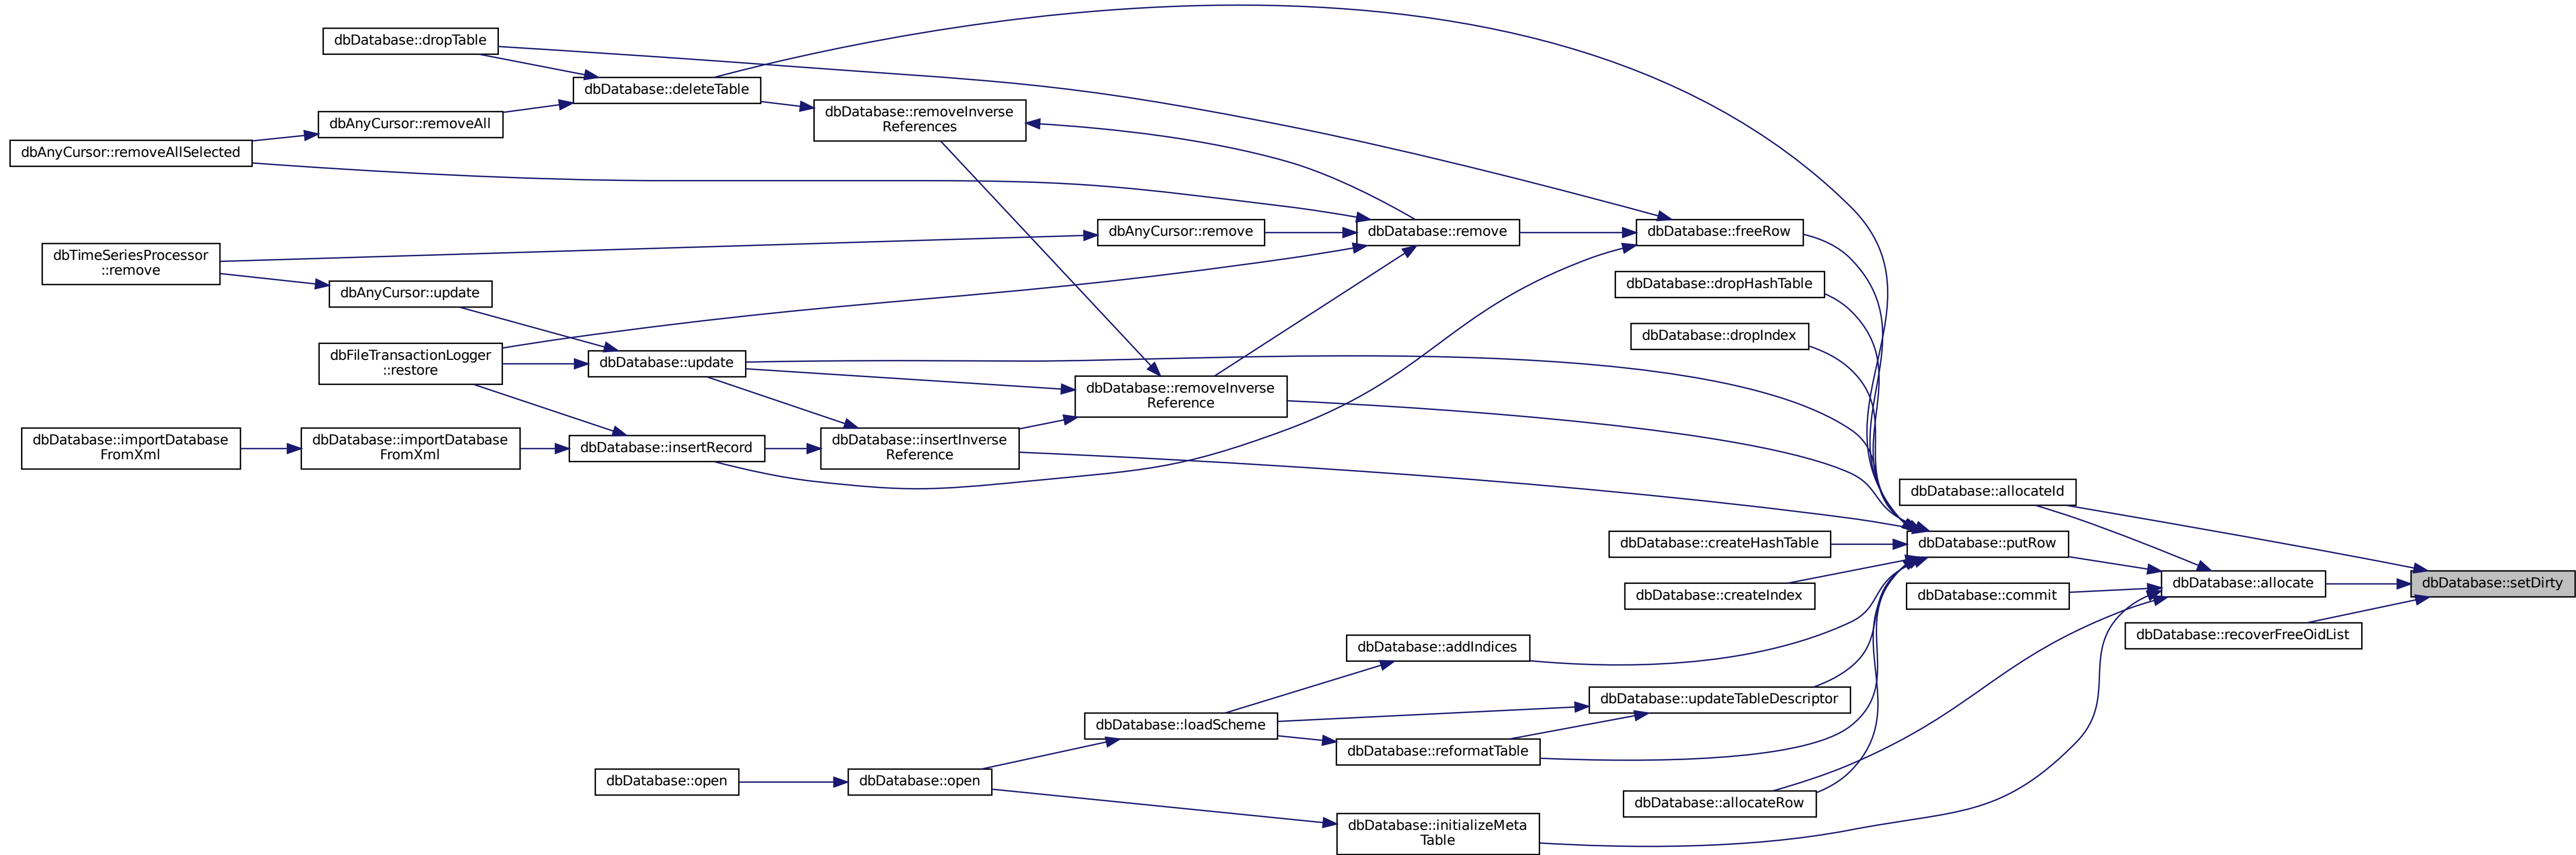 dbDatabase::dropTable
dbDatabase::deleteTable
dbDatabase::removeInverse
References
dbAnyCursor::removeAll
dbAnyCursor::removeAllSelected
dbAnyCursor::remove
dbDatabase::remove
dbDatabase::freeRow
dbTimeSeriesProcessor
::remove
dbAnyCursor::update
dbDatabase::dropHashTable
dbDatabase::dropIndex
dbFileTransactionLogger
::restore
dbDatabase::update
dbDatabase::removeInverse
Reference
dbDatabase::importDatabase
FromXml
dbDatabase::importDatabase
FromXml
dbDatabase::insertRecord
dbDatabase::insertInverse
Reference
dbDatabase::allocateId
dbDatabase::createHashTable
dbDatabase::putRow
dbDatabase::createIndex
dbDatabase::commit
dbDatabase::allocate
dbDatabase::setDirty
dbDatabase::recoverFreeOidList
dbDatabase::addIndices
dbDatabase::updateTableDescriptor
dbDatabase::loadScheme
dbDatabase::reformatTable
dbDatabase::open
dbDatabase::open
dbDatabase::allocateRow
dbDatabase::initializeMeta
Table